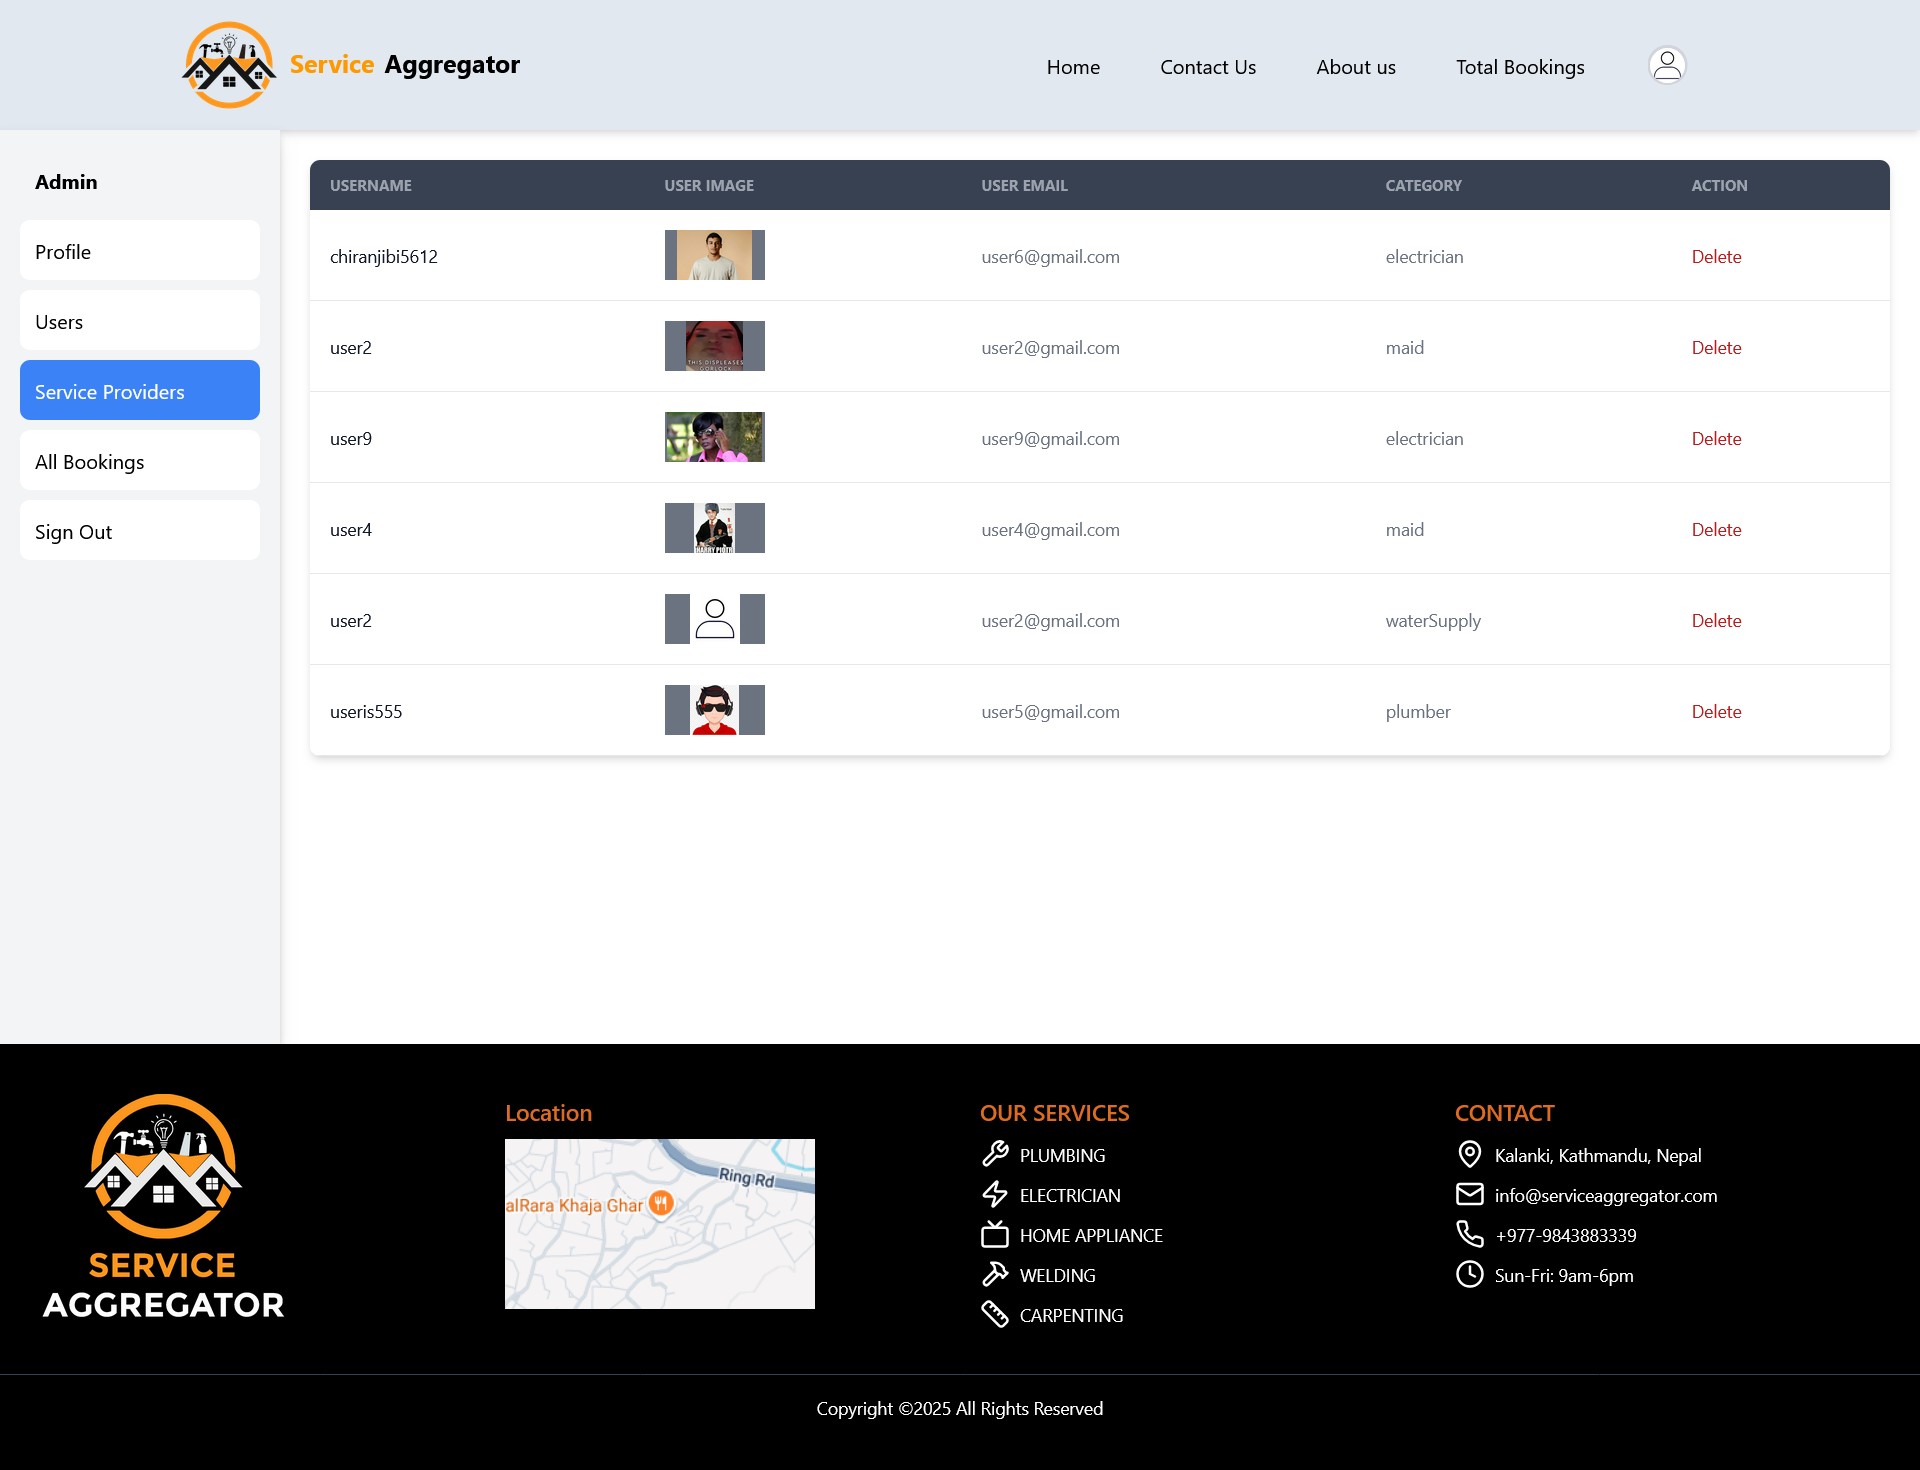 Service Aggregator
Home
Contact Us
About us
Total Bookings
Admin
Profile
Users
Service Providers
All Bookings
Sign Out
USERNAME USER IMAGE USER EMAIL CATEGORY ACTION
chiranjibi5612 user6@gmail.com electrician Delete
user2 user2@gmail.com maid Delete
THIS DISPLEASES
GORLOCK
user9 user9@gmail.com electrician Delete
user4 user4@gmail.com maid Delete
user2 user2@gmail.com waterSupply Delete
useris555 user5@gmail.com plumber Delete
SERVICE
AGGREGATOR
Location
Ring Rd
alRara Khaja Ghar
OUR SERVICES
PLUMBING
ELECTRICIAN
HOME APPLIANCE
WELDING
CARPENTING
CONTACT
Kalanki, Kathmandu, Nepal
info@serviceaggregator.com
+977-9843883339
Sun-Fri: 9am-6pm
Copyright ©2025 All Rights Reserved